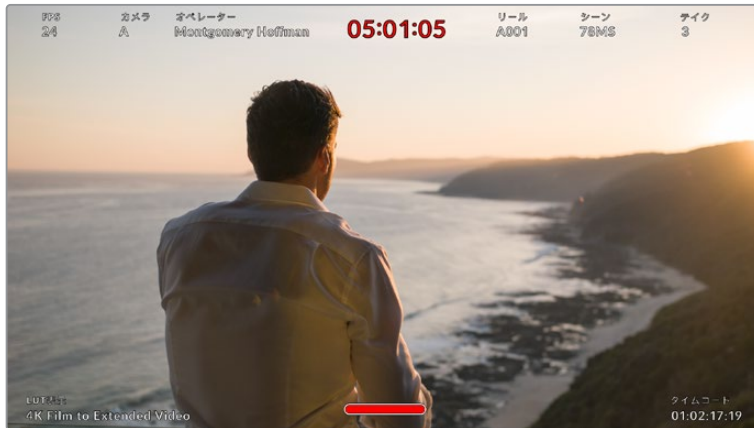 FPS カメラ オペレーター 05:01:05 リール シーン テイク
24 A Montgomery Hoffman A001 78MS 3
LUT
4K Film to Extended Video
タイムコード
01:02:17:19